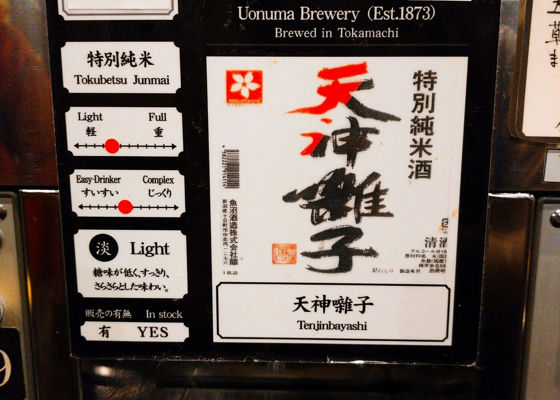 Uonuma Brewery (Est.1873)
Brewed in Tokamachi
特別純米
Tokubetsu Junmai
Light Full
軽 重
Easy-Drinker Complex
すいすい じっくり
淡 Light
糖味が低く、すっきり、
さらさらとした味わい。
販売の有無 In stock
有 YES
天神囃子
特別純米酒
魚沼酒造株式会社醸
清酒
天神囃子
Tenjinbayashi